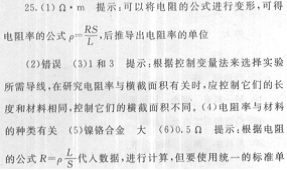 25.(1)Ω·m 提示:可以将电阻的公式进行变形,可得
电阻率的公式ρ=RS/L,后推导出电阻率的单位
(2)错误 (3)1和3 提示:根据控制变量法来选择实验
所需导线,在研究电阻率与横截面积有关时,应控制它们的长
度和材料相同,控制它们的横截面积不同。(4)电阻率与材料
的种类有关 (5)镍铬合金 大 (6)0.5 Ω 提示:根据电阻
的公式R=ρL/S代入数据,进行计算,但要使用统一的标准单